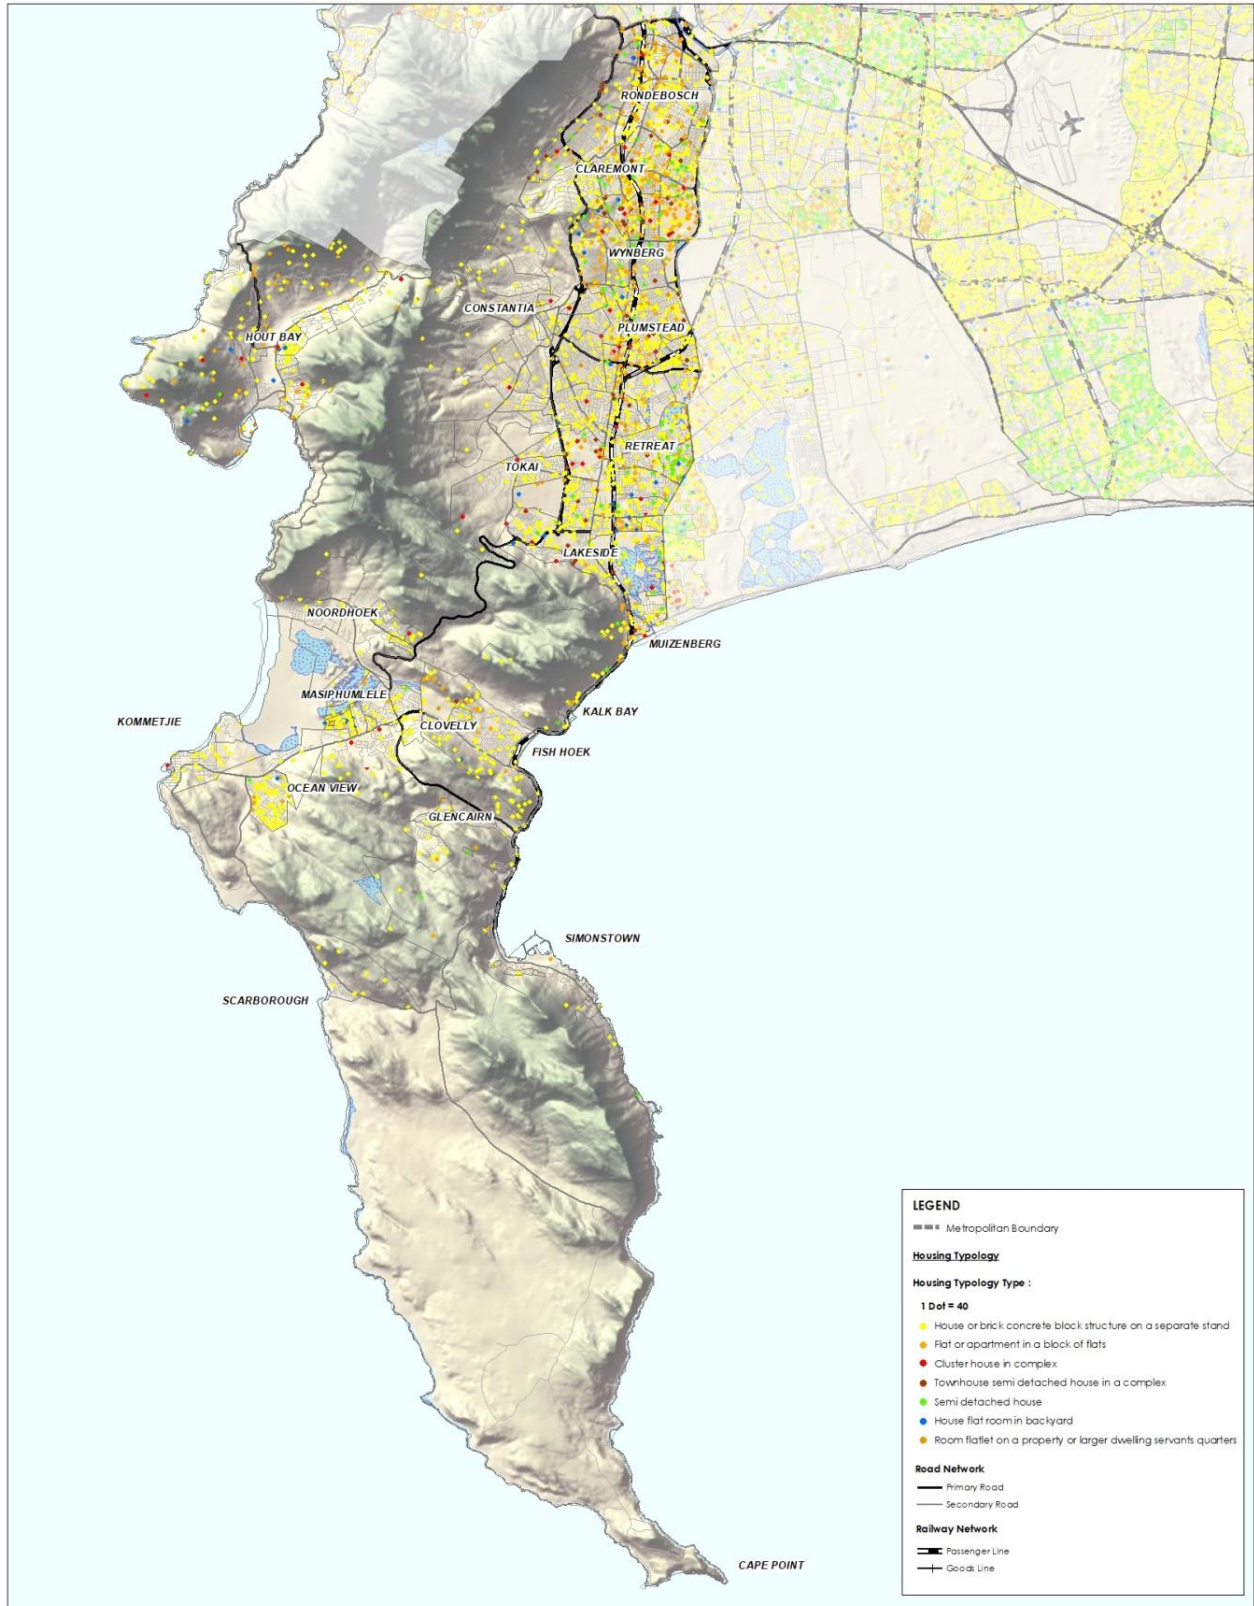 RONDEBOSCH
CLAREMONT
WYNBERG
CONSTANTIA
PLUMSTEAD
HOUT BAY
RETREAT
TOKAI
LAKESIDE
NOORDHOEK
MUIZENBERG
MASIPHUMLELE
KALK BAY
KOMMETJIE
CLOVELLY
FISH HOEK
OCEAN VIEW
GLENCAIRN
SIMONSTOWN
SCARBOROUGH
CAPE POINT
LEGEND
Metropolitan Boundary
Housing Typology
Housing Typology Type :
1 Dot = 40
House or brick concrete block structure on a separate stand
Flat or apartment in a block of flats
Cluster house in complex
Townhouse semi detached house in a complex
Semi detached house
House flat room in backyard
Room flatlet on a property or larger dwelling servants quarters
Road Network
Primary Road
Secondary Road
Railway Network
Passenger Line
Goods Line